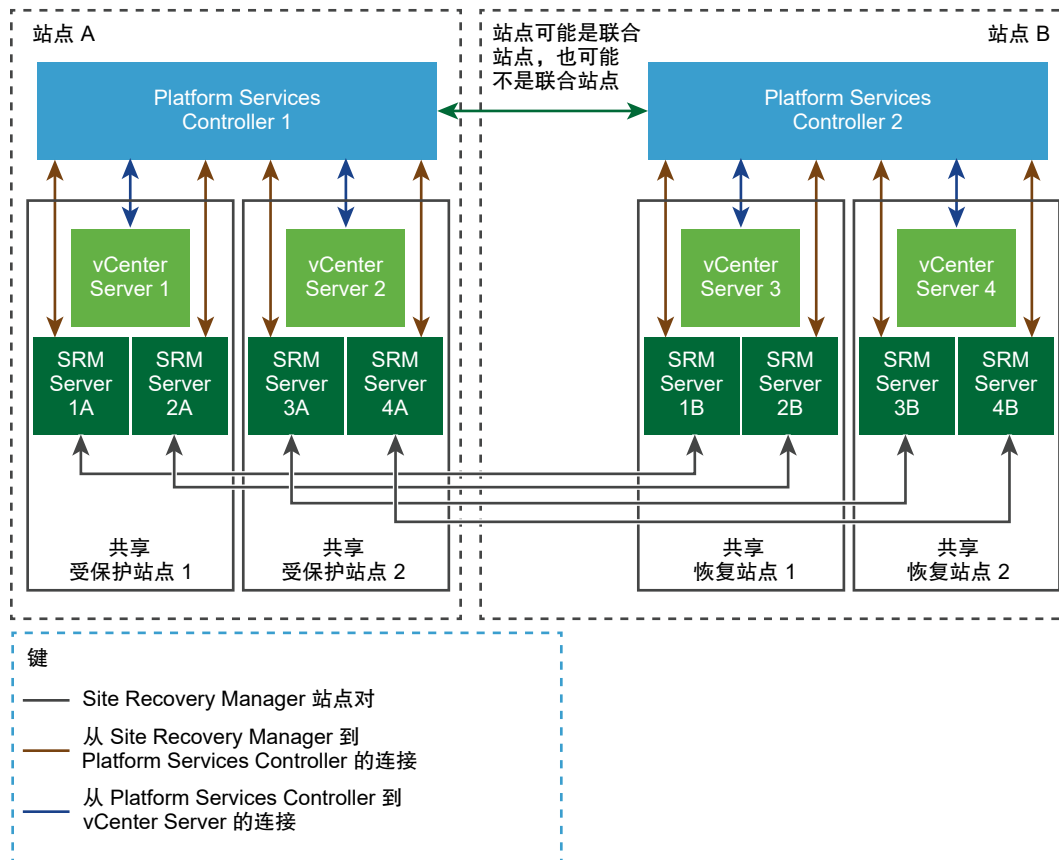 站点 A
站点可能是联合
站点，也可能
不是联合站点
站点 B
Platform Services
Controller 1
Platform Services
Controller 2
vCenter
Server 1
vCenter
Server 2
vCenter
Server 3
vCenter
Server 4
SRM
Server
1A
SRM
Server
2A
SRM
Server
3A
SRM
Server
4A
SRM
Server
1B
SRM
Server
2B
SRM
Server
3B
SRM
Server
4B
共享
受保护站点 1
共享
受保护站点 2
共享
恢复站点 1
共享
恢复站点 2
键
Site Recovery Manager 站点对
从 Site Recovery Manager 到
Platform Services Controller 的连接
从 Platform Services Controller 到
vCenter Server 的连接